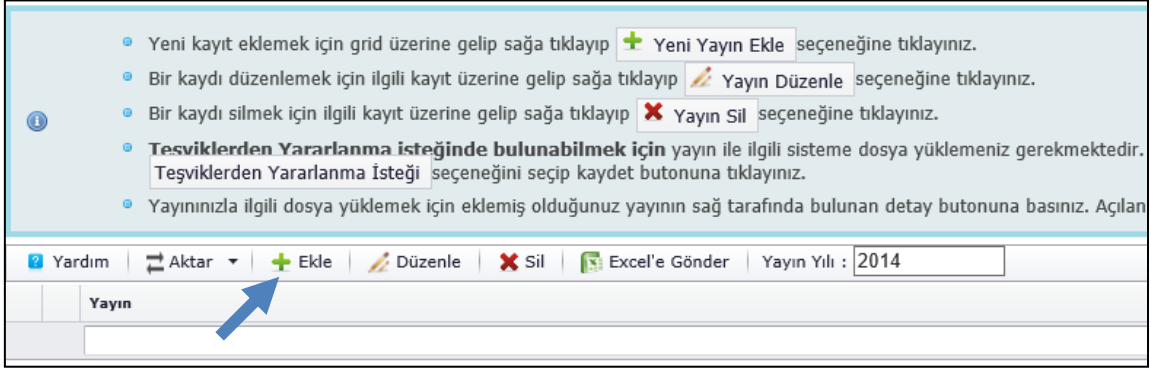 Yeni kayıt eklemek için grid üzerine gelip sağa tıklayıp Yeni Yayın Ekle seçeneğine tıklayınız.
Bir kaydı düzenlemek için ilgili kayıt üzerine gelip sağa tıklayıp Yayın Düzenle seçeneğine tıklayınız.
Bir kaydı silmek için ilgili kayıt üzerine gelip sağa tıklayıp Yayın Sil seçeneğine tıklayınız.
Teşviklerden Yararlanma isteğinde bulunabilmek için yayın ile ilgili sisteme dosya yüklemeniz gerekmektedir.
Teşviklerden Yararlanma İsteği seçeneğini seçip kaydet butonuna tıklayınız.
Yayınınızla ilgili dosya yüklemek için eklemiş olduğunuz yayının sağ tarafında bulunan detay butonuna basınız. Açılan
Yardım Aktar Ekle Düzenle Sil Excel'e Gönder Yayın Yılı : 2014
Yayın